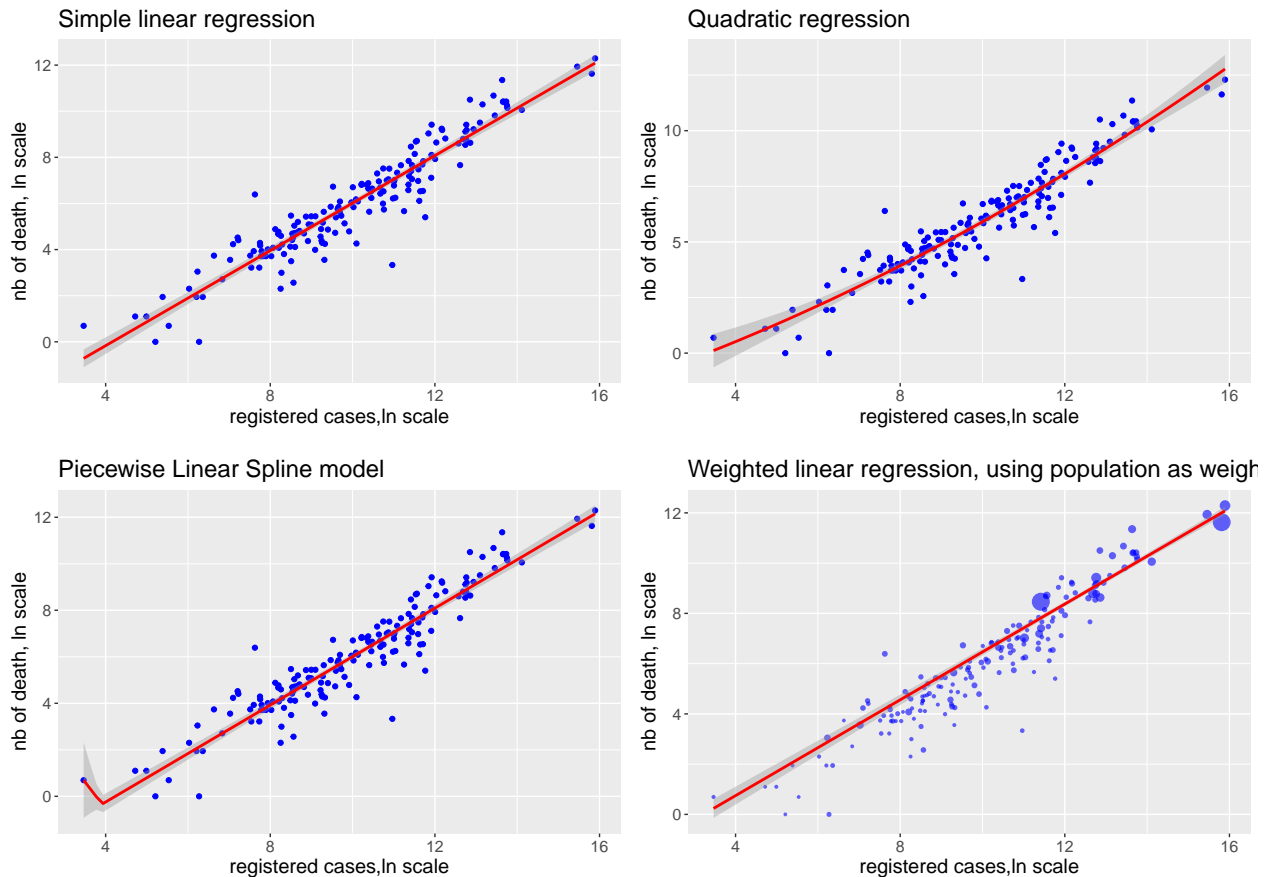 Simple linear regression
12
8
4
0
nb of death, ln scale
4
8
12
16
registered cases,ln scale
Quadratic regression
10
5
0
nb of death, ln scale
4
8
12
16
registered cases,ln scale
Piecewise Linear Spline model
12
8
4
0
nb of death, ln scale
4
8
12
16
registered cases,ln scale
Weighted linear regression, using population as weigh
12
8
4
0
nb of death, ln scale
4
8
12
16
registered cases,ln scale